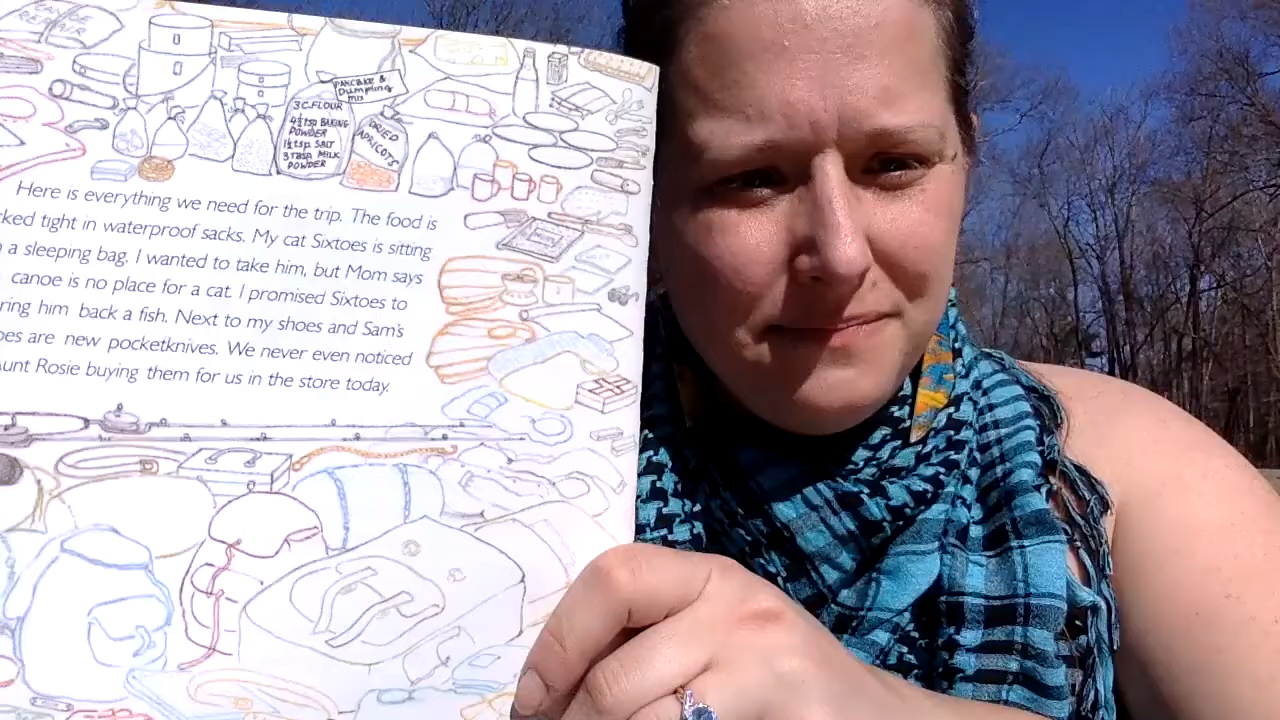 PANCAKE &
Dumpling
mix
3 C. FLOUR
4½ tsp BAKING
POWDER
1½ tsp SALT
3 TBSP MILK
POWDER
DRIED
APRICOTS
Here is everything we need for the trip. The food is
cked tight in waterproof sacks. My cat Sixtoes is sitting
a sleeping bag. I wanted to take him, but Mom says
canoe is no place for a cat. I promised Sixtoes to
ring him back a fish. Next to my shoes and Sam's
oes are new pocketknives. We never even noticed
unt Rosie buying them for us in the store today.